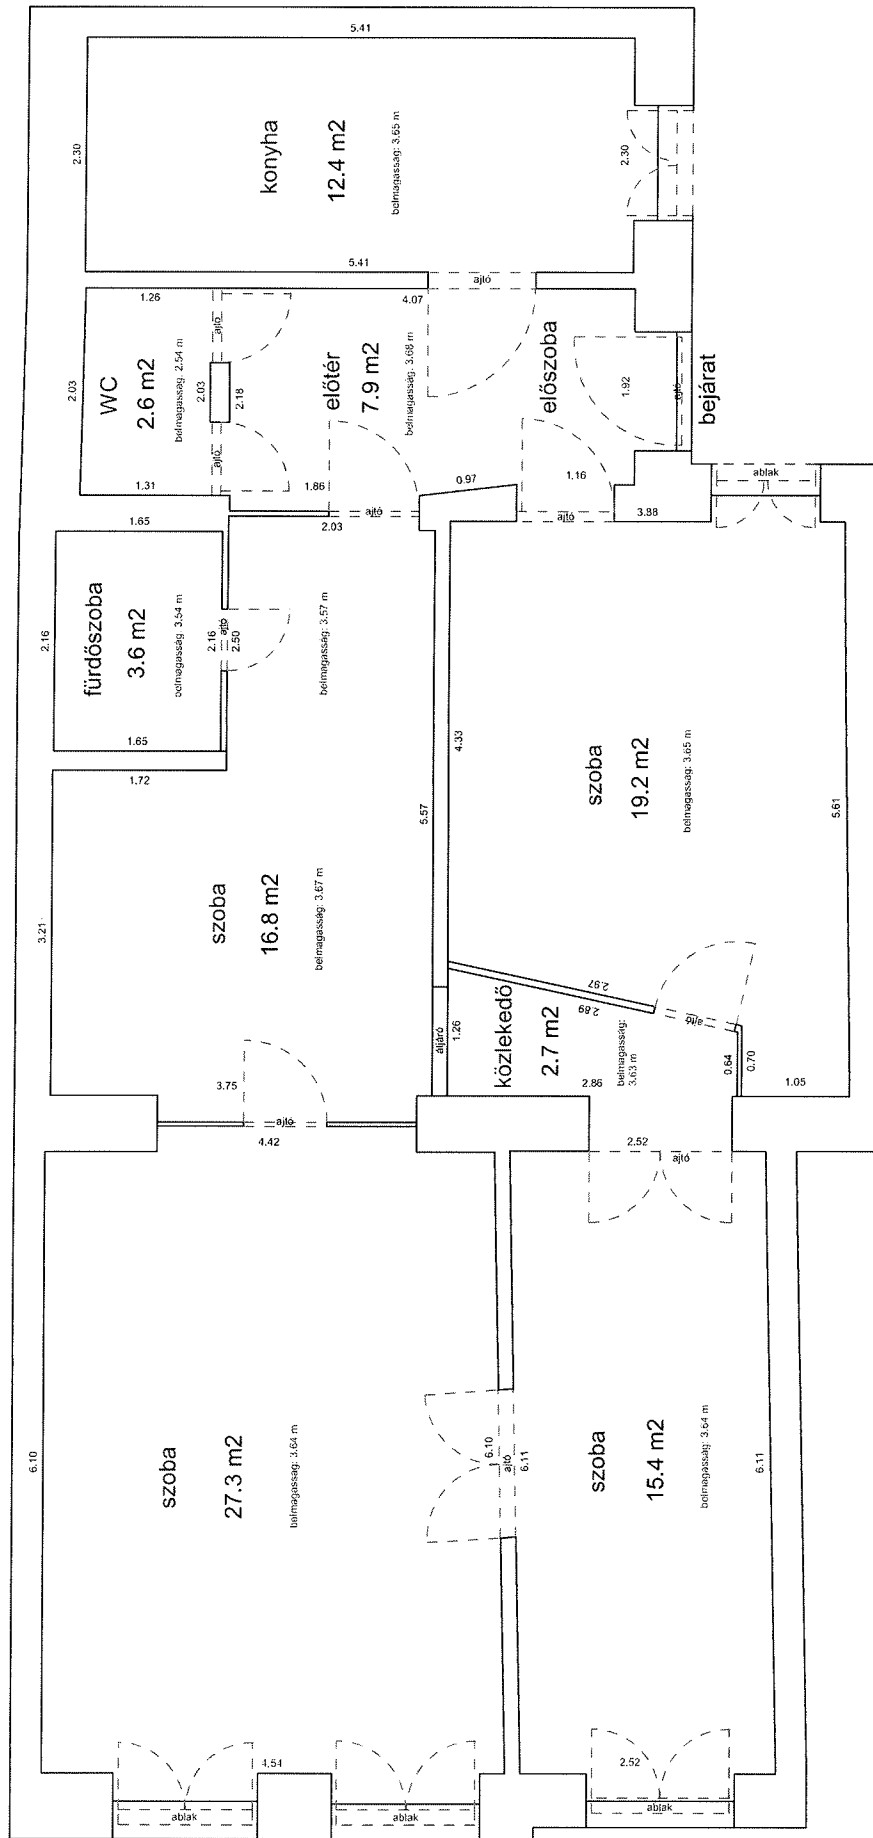 5.41
2.30
konyha
12.4 m2
belmagasság: 3.65 m
2.30
5.41
ajtó
1.26
4.07
ajtó
2.03
WC
2.6 m2
belmagasság: 2.54 m
2.03
2.18
előtér
7.9 m2
belmagasság: 3.68 m
előszoba
1.92
ajtó
bejárat
ajtó
1.31
1.86
0.97
1.16
ablak
1.65
2.03
ajtó
ajtó
3.88
2.16
fürdőszoba
3.6 m2
belmagasság: 3.54 m
2.16
ajtó
2.50
belmagasság: 3.57 m
1.65
1.72
4.33
5.57
szoba
19.2 m2
belmagasság: 3.65 m
5.61
3.21
szoba
16.8 m2
belmagasság: 3.67 m
2.97
2.89
ajtó
átjáró
1.26
közlekedő
2.7 m2
belmagasság:
3.63 m
0.64
0.70
3.75
2.86
1.05
ajtó
4.42
2.52
ajtó
6.10
szoba
27.3 m2
belmagasság: 3.64 m
6.10
ajtó
6.11
szoba
15.4 m2
belmagasság: 3.64 m
6.11
4.54
2.52
ablak
ablak
ablak